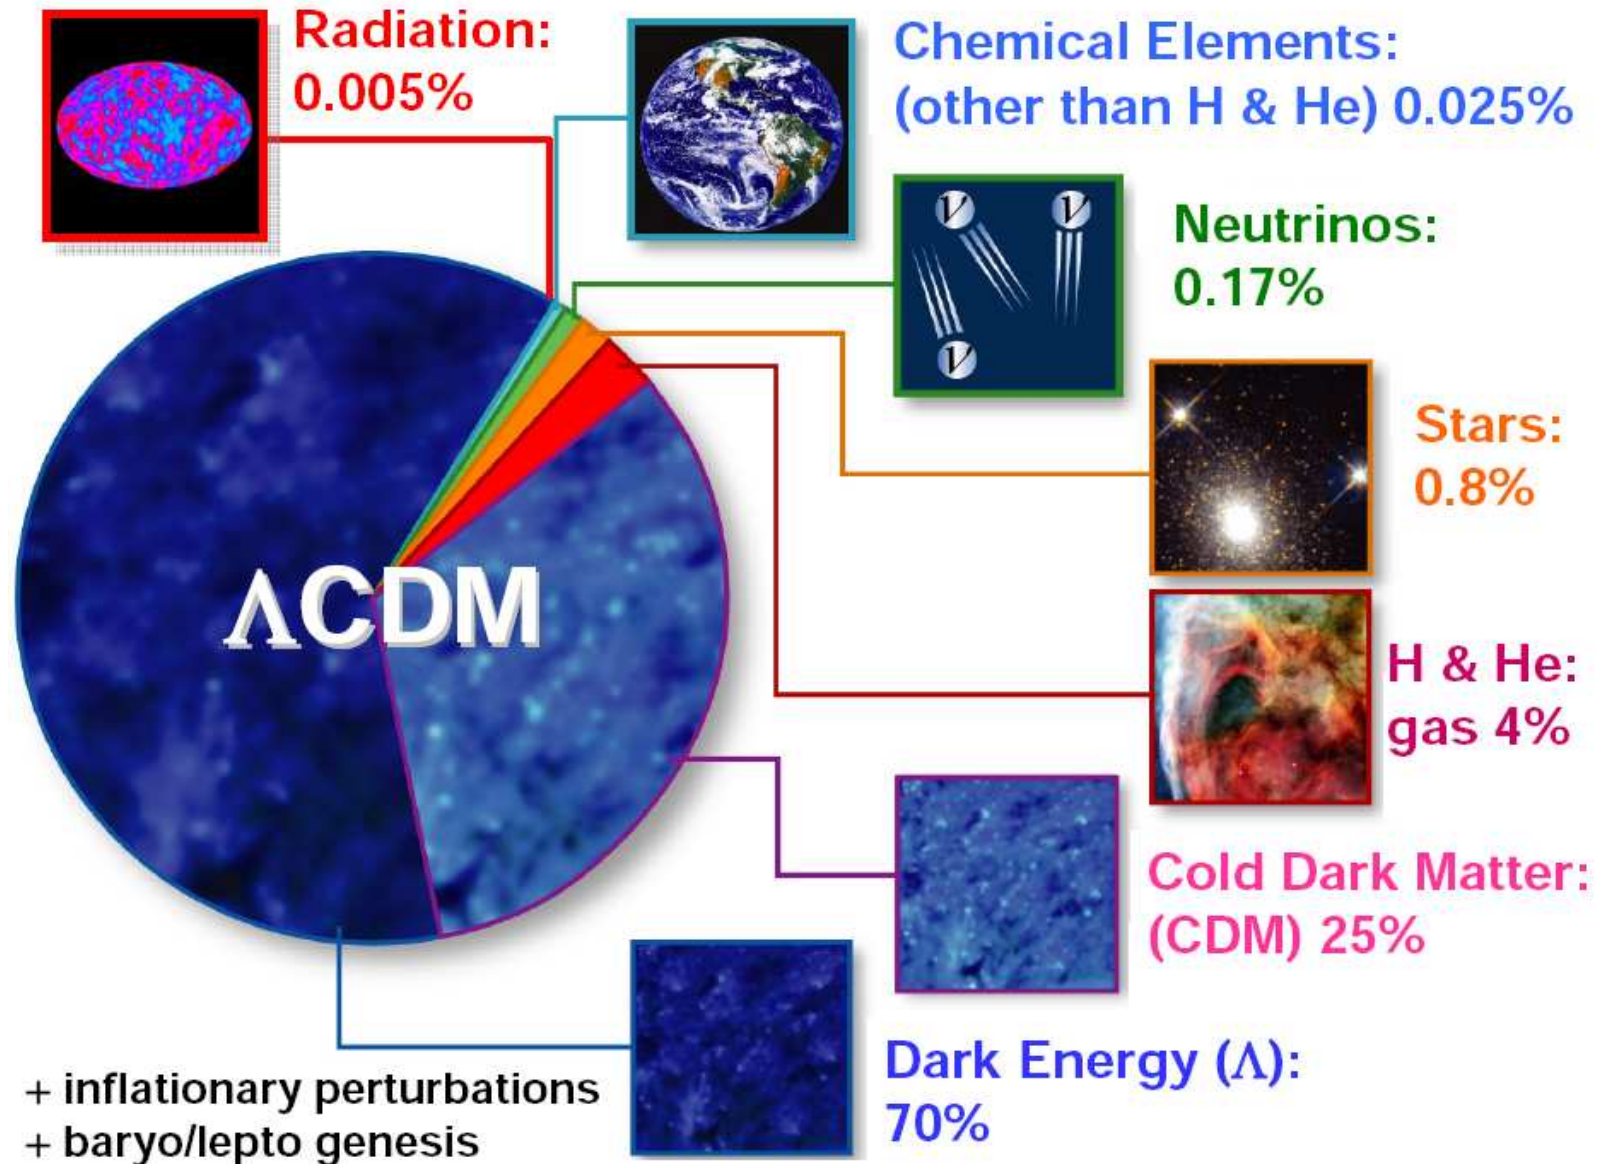 Radiation:
0.005%
Chemical Elements:
(other than H & He) 0.025%
ν ν
ν
Neutrinos:
0.17%
Stars:
0.8%
ΛCDM
H & He:
gas 4%
Cold Dark Matter:
(CDM) 25%
Dark Energy (Λ):
70%
+ inflationary perturbations
+ baryo/lepto genesis